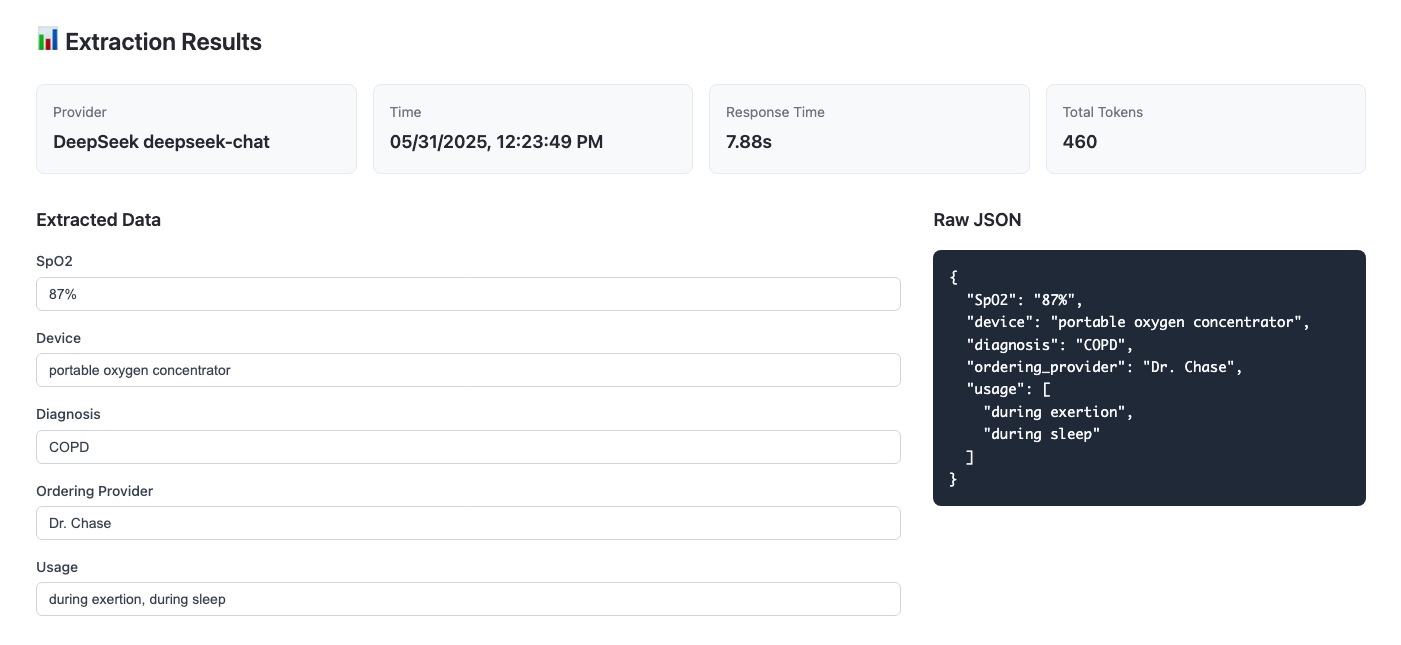 Extraction Results
Provider
DeepSeek deepseek-chat
Time
05/31/2025, 12:23:49 PM
Response Time
7.88s
Total Tokens
460
Extracted Data
SpO2
87%
Device
portable oxygen concentrator
Diagnosis
COPD
Ordering Provider
Dr. Chase
Usage
during exertion, during sleep
Raw JSON
{
  "SpO2": "87%",
  "device": "portable oxygen concentrator",
  "diagnosis": "COPD",
  "ordering_provider": "Dr. Chase",
  "usage": [
    "during exertion",
    "during sleep"
  ]
}